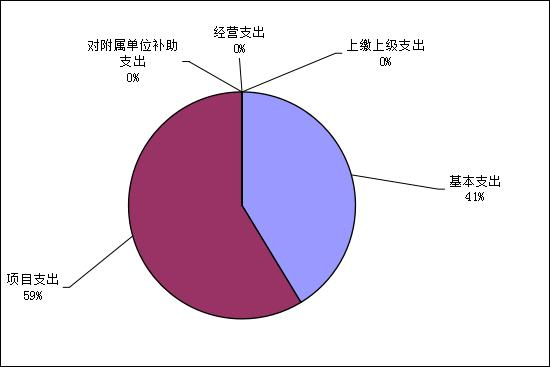 经营支出
0%
对附属单位补助
支出
0%
上缴上级支出
0%
基本支出
41%
项目支出
59%